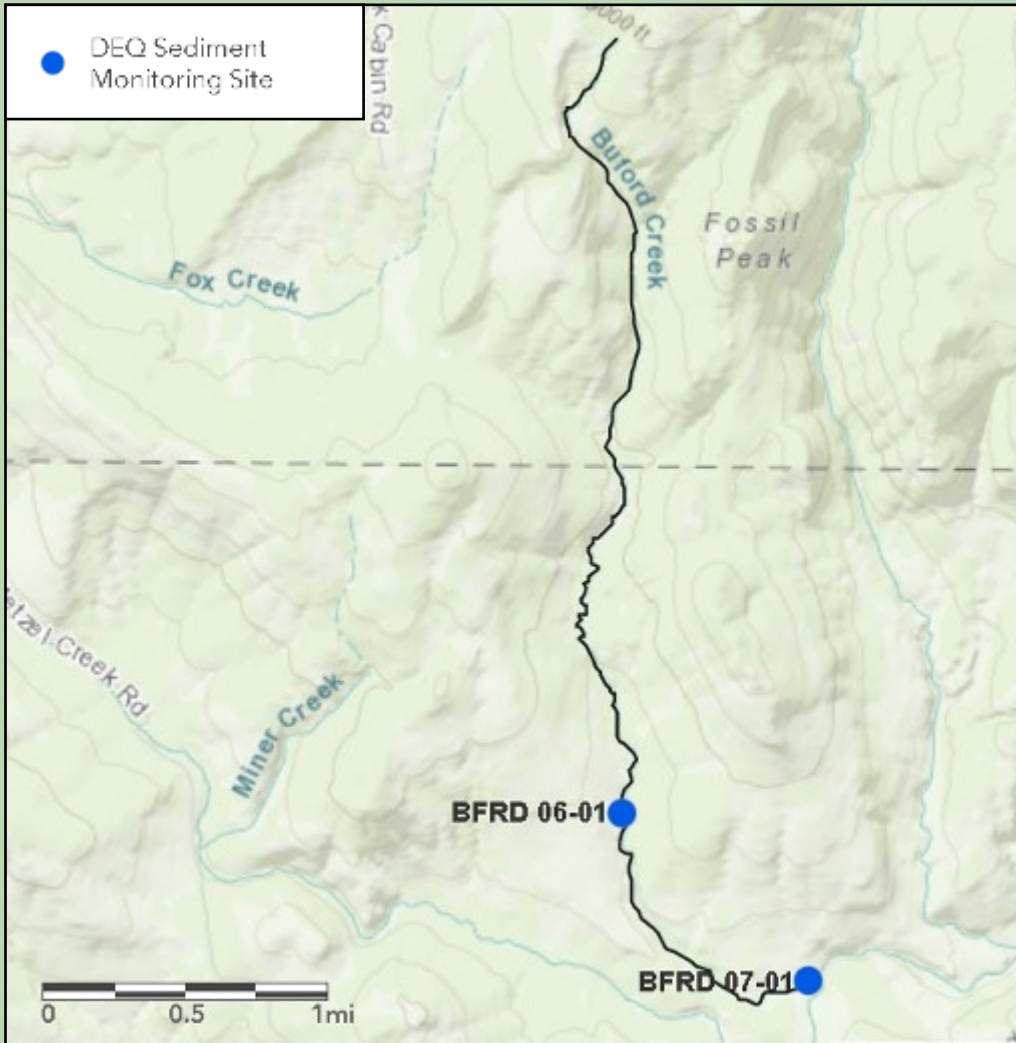 DEQ Sediment
Monitoring Site
Cabin Rd
Buford Creek
Fossil
Peak
Fox Creek
Creek Rd
Miner Creek
BFRD 06-01
BFRD 07-01
0 0.5 1mi